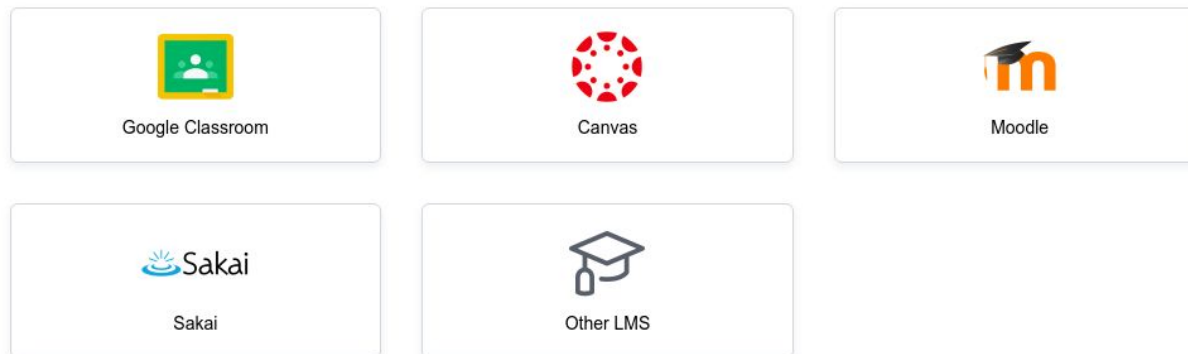 Google Classroom
Canvas
Moodle
Sakai
Sakai
Other LMS